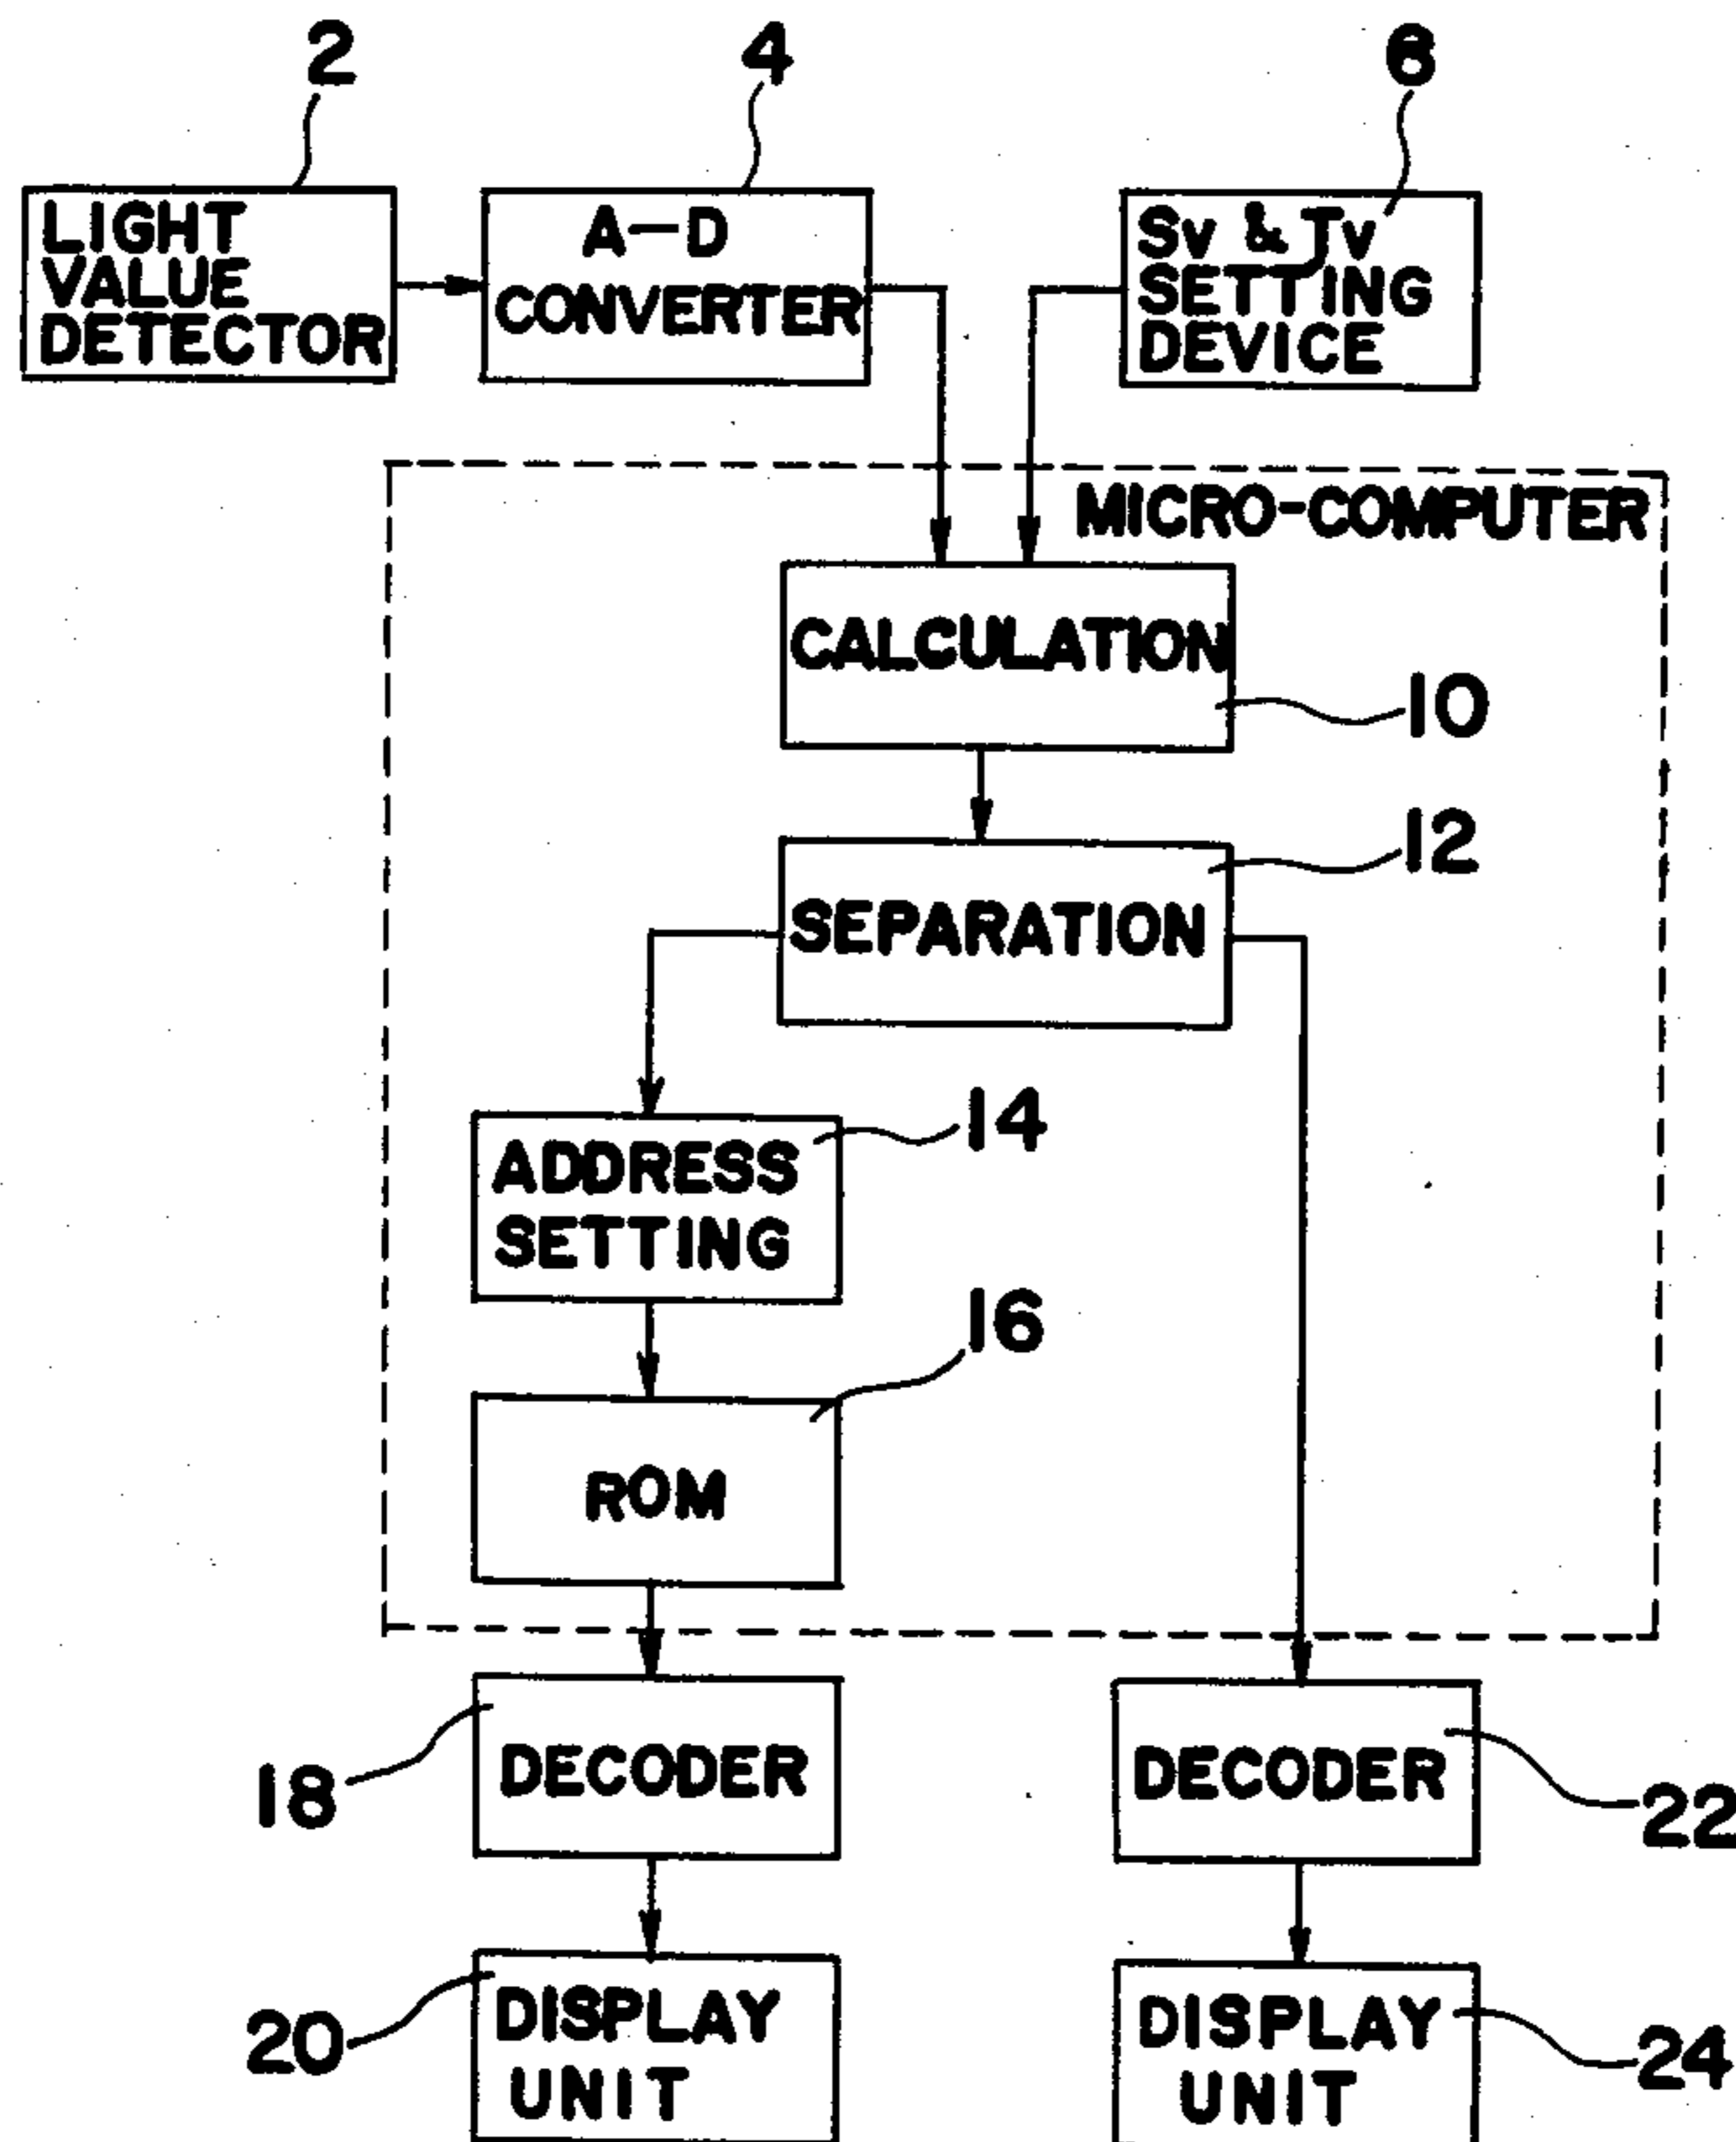 2
4
6
LIGHT
VALUE
DETECTOR
A-D
CONVERTER
Sv & Tv
SETTING
DEVICE
MICRO-COMPUTER
CALCULATION
10
12
SEPARATION
14
ADDRESS
SETTING
16
ROM
18
DECODER
DECODER
22
20
DISPLAY
UNIT
DISPLAY
UNIT
24